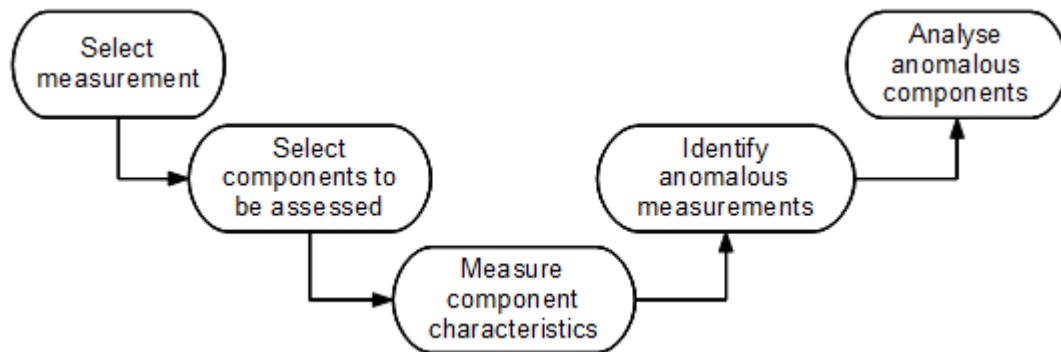 Select
measurement
Select
components to
be assessed
Measure
component
characteristics
Identify
anomalous
measurements
Analyse
anomalous
components